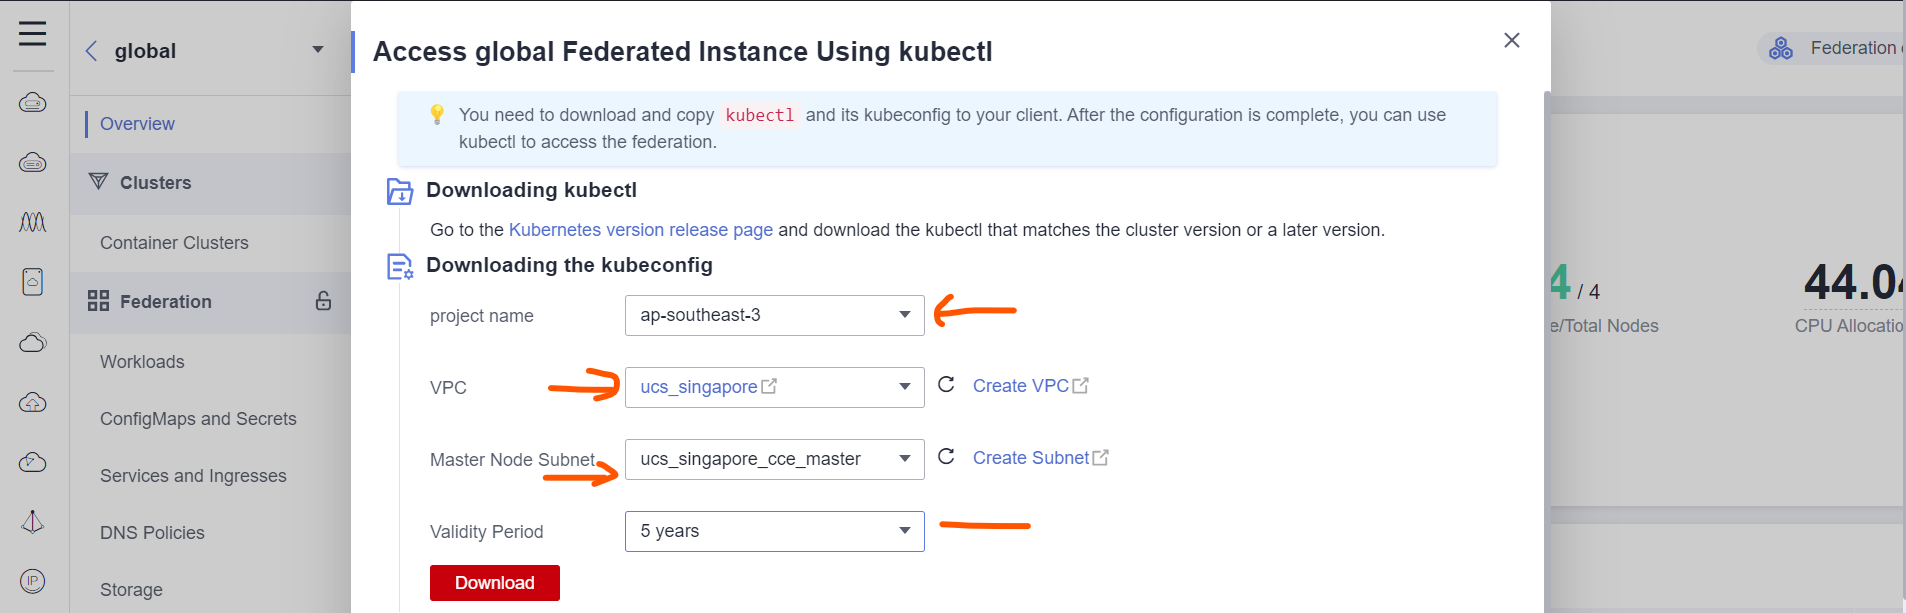 global
Access global Federated Instance Using kubectl
Federation
You need to download and copy kubectl and its kubeconfig to your client. After the configuration is complete, you can use
kubectl to access the federation.
Overview
Clusters
Downloading kubectl
Go to the Kubernetes version release page and download the kubectl that matches the cluster version or a later version.
Container Clusters
Downloading the kubeconfig
Federation
project name ap-southeast-3
4 / 4
44.04
e/Total Nodes
CPU Allocatio
Workloads
VPC ucs_singapore Create VPC
ConfigMaps and Secrets
Master Node Subnet ucs_singapore_cce_master Create Subnet
Services and Ingresses
DNS Policies
Validity Period 5 years
Download
Storage
IP